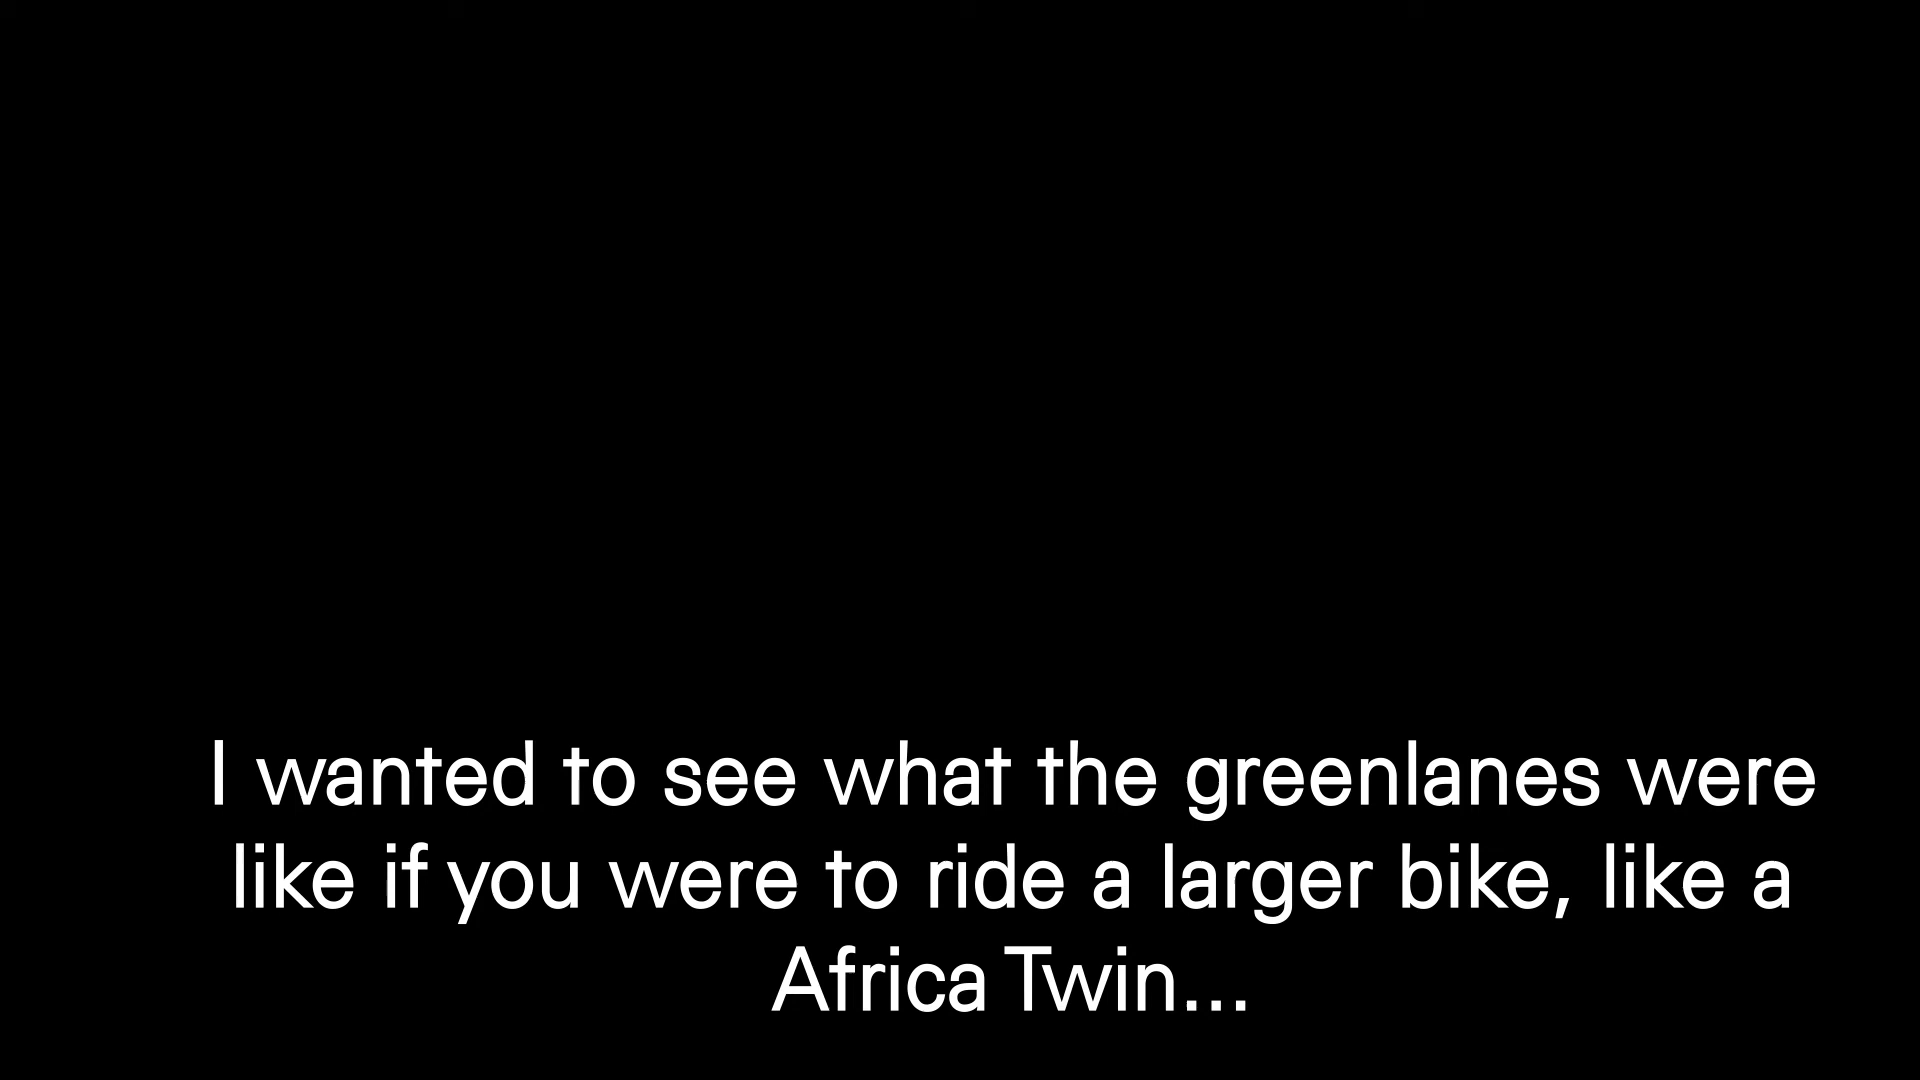 I wanted to see what the greenlanes were
like if you were to ride a larger bike, like a
Africa Twin...